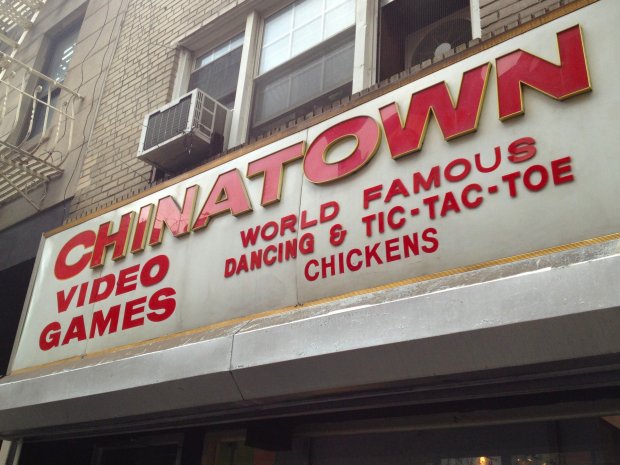 CHINATOWN
VIDEO
GAMES
WORLD FAMOUS
DANCING & TIC-TAC-TOE
CHICKENS